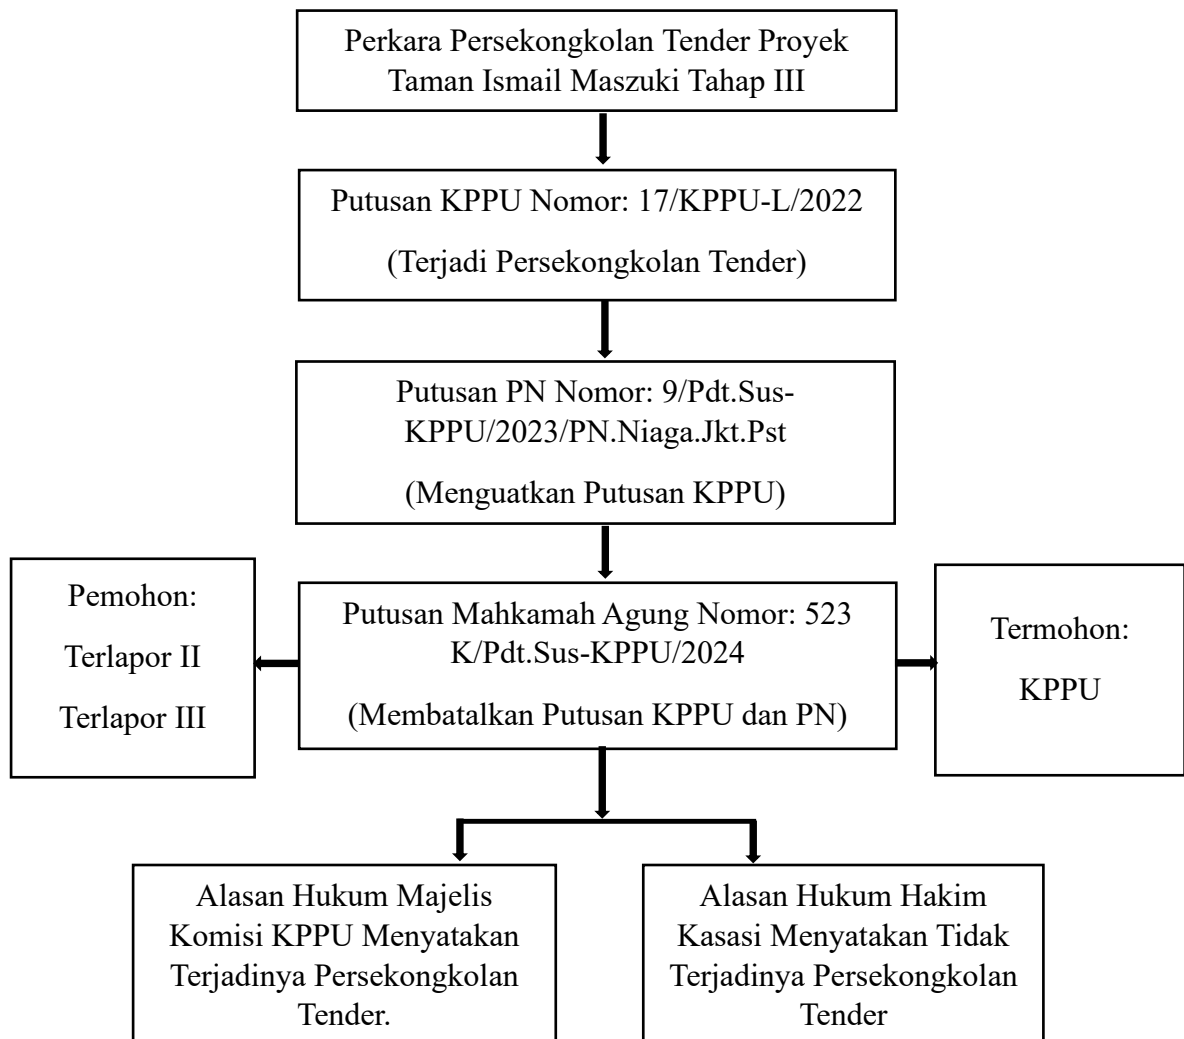 Perkara Persekongkolan Tender Proyek
Taman Ismail Maszuki Tahap III
Putusan KPPU Nomor: 17/KPPU-L/2022
(Terjadi Persekongkolan Tender)
Putusan PN Nomor: 9/Pdt.Sus-
KPPU/2023/PN.Niaga.Jkt.Pst
(Menguatkan Putusan KPPU)
Pemohon:
Terlapor II
Terlapor III
Putusan Mahkamah Agung Nomor: 523
K/Pdt.Sus-KPPU/2024
(Membatalkan Putusan KPPU dan PN)
Termohon:
KPPU
Alasan Hukum Majelis
Komisi KPPU Menyatakan
Terjadinya Persekongkolan
Tender.
Alasan Hukum Hakim
Kasasi Menyatakan Tidak
Terjadinya Persekongkolan
Tender